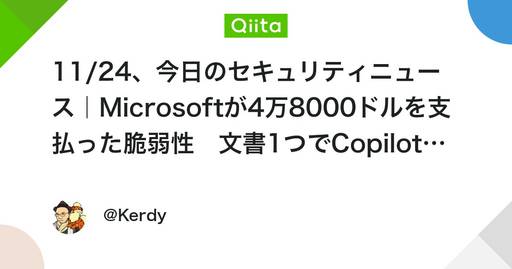 Qiita
11/24、今日のセキュリティニュー
ス｜Microsoftが4万8000ドルを支
払った脆弱性　文書1つでCopilot…
@Kerdy